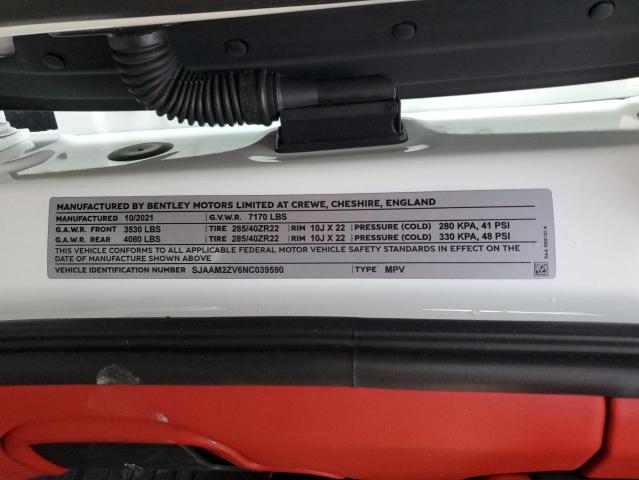 MANUFACTURED BY BENTLEY MOTORS LIMITED AT CREWE, CHESHIRE, ENGLAND
MANUFACTURED 10/2021 G.V.W.R. 7170 LBS
G.A.W.R. FRONT 3530 LBS TIRE 285/40ZR22 RIM 10J X 22 PRESSURE (COLD) 280 KPA, 41 PSI
G.A.W.R. REAR 4080 LBS TIRE 285/40ZR22 RIM 10J X 22 PRESSURE (COLD) 330 KPA, 48 PSI
THIS VEHICLE CONFORMS TO ALL APPLICABLE FEDERAL MOTOR VEHICLE SAFETY STANDARDS IN EFFECT ON THE
DATE OF MANUFACTURE SHOWN ABOVE.
VEHICLE IDENTIFICATION NUMBER SJAAM2ZV6NC039590 TYPE MPV